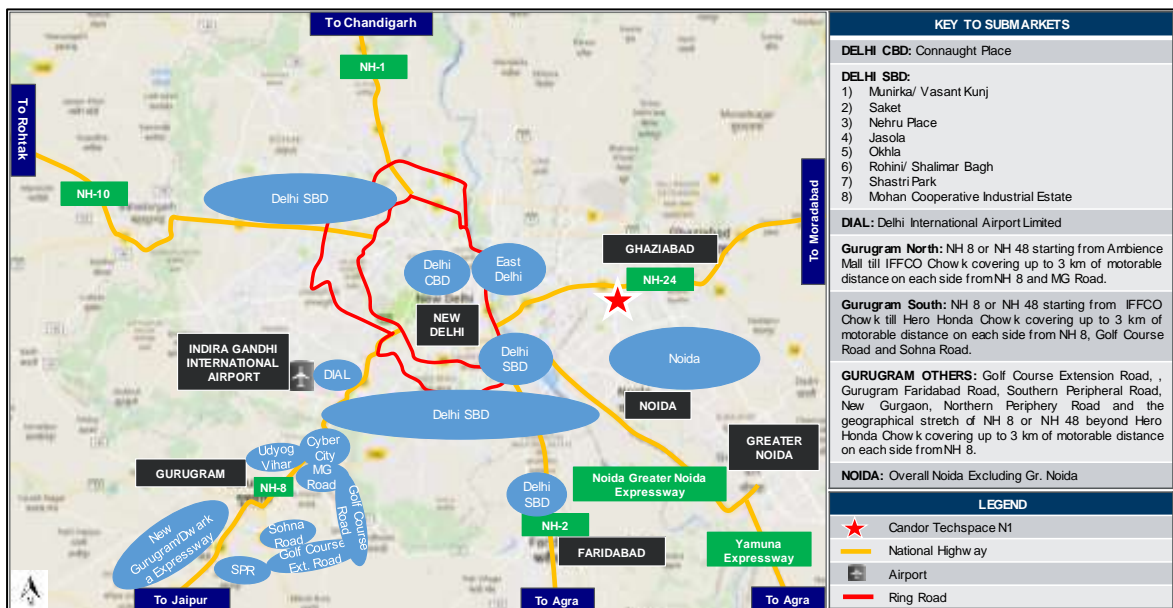 To Chandigarh
NH-1
To Rohtak
NH-10
Delhi SBD
To Moradabad
GHAZIABAD
NH-24
Delhi
CBD
East
Delhi
New Delhi
NEW
DELHI
INDIRA GANDHI
INTERNATIONAL
AIRPORT
DIAL
Delhi
SBD
Noida
NOIDA
Delhi SBD
Udyog
Vihar
Cyber
City
MG
Road
GURUGRAM
NH-8
Golf Course
Road
GREATER
NOIDA
Noida Greater Noida
Expressway
Delhi
SBD
NH-2
FARIDABAD
Yamuna
Expressway
New
Gurugram/Dwark
a Expressway
Sohna
Road
Golf Course
Ext. Road
SPR
To Jaipur
To Agra
To Agra
KEY TO SUBMARKETS
DELHI CBD: Connaught Place
DELHI SBD:
1) Munirka/ Vasant Kunj
2) Saket
3) Nehru Place
4) Jasola
5) Okhla
6) Rohini/ Shalimar Bagh
7) Shastri Park
8) Mohan Cooperative Industrial Estate
DIAL: Delhi International Airport Limited
Gurugram North: NH 8 or NH 48 starting from Ambience
Mall till IFFCO Chowk covering up to 3 km of motorable
distance on each side from NH 8 and MG Road.
Gurugram South: NH 8 or NH 48 starting from IFFCO
Chowk till Hero Honda Chowk covering up to 3 km of
motorable distance on each side from NH 8, Golf Course
Road and Sohna Road.
GURUGRAM OTHERS: Golf Course Extension Road, ,
Gurugram Faridabad Road, Southern Peripheral Road,
New Gurgaon, Northern Periphery Road and the
geographical stretch of NH 8 or NH 48 beyond Hero
Honda Chowk covering up to 3 km of motorable distance
on each side from NH 8.
NOIDA: Overall Noida Excluding Gr. Noida
LEGEND
Candor Techspace N1
National Highway
Airport
Ring Road